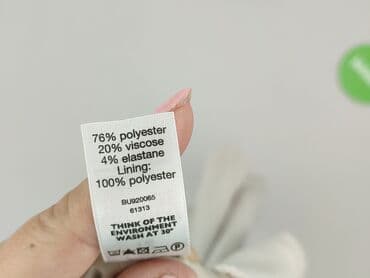 76% polyester
20% viscose
4% elastane
Lining:
100% polyester
BU920065
61313
THINK OF THE
ENVIRONMENT
WASH AT 30°